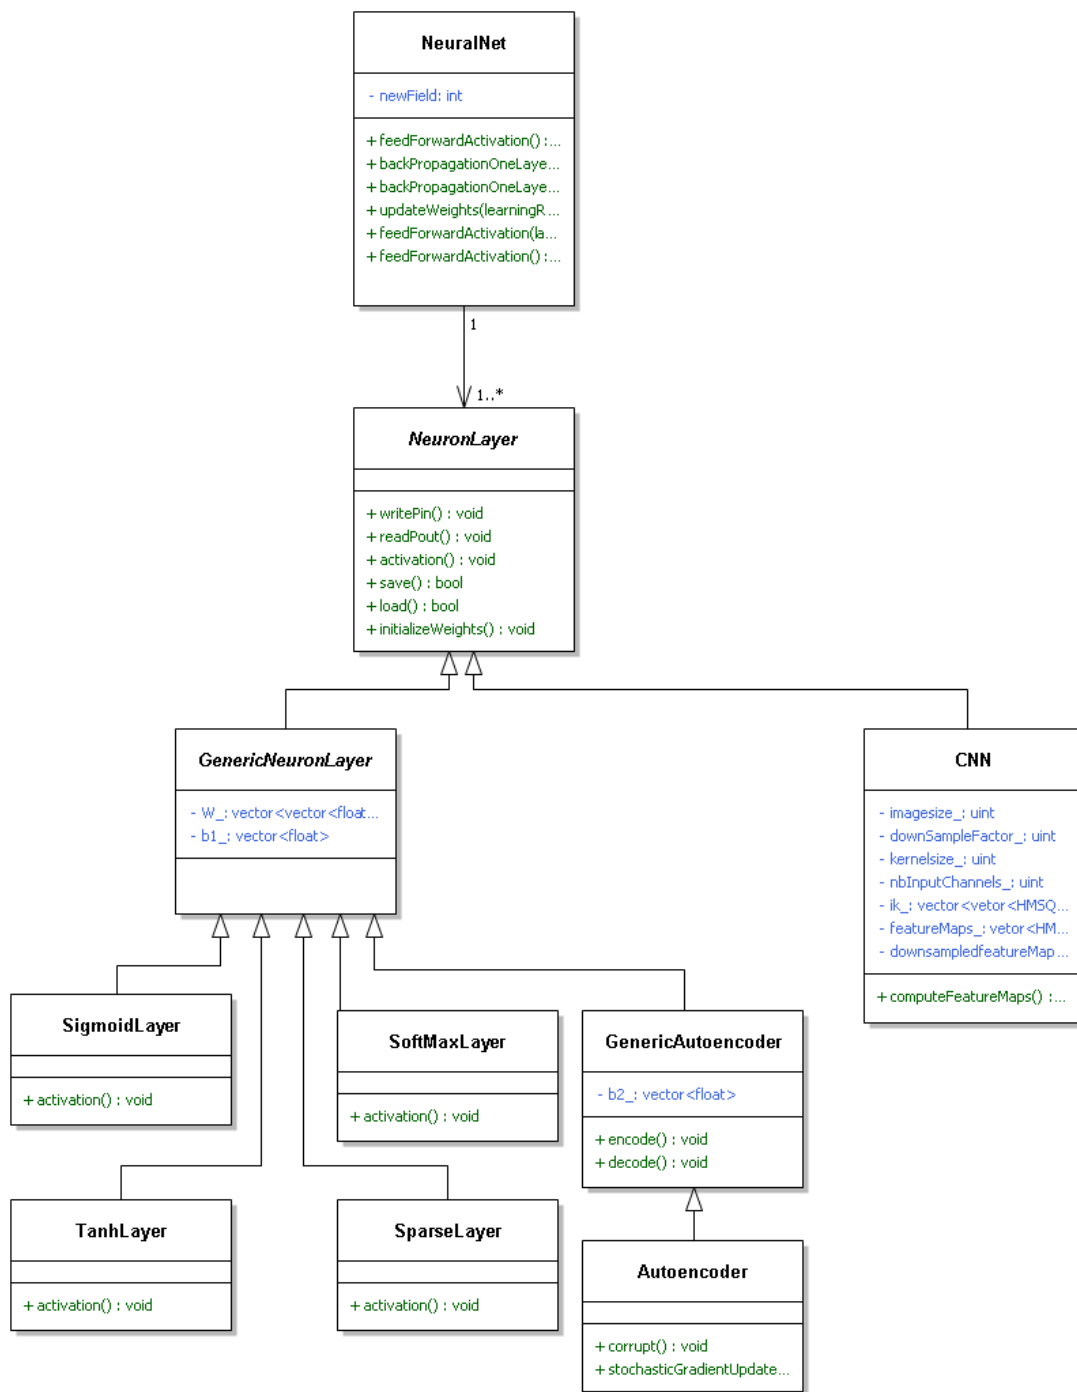 NeuralNet
- newField: int
+ feedForwardActivation() :...
+ backPropagationOneLaye...
+ backPropagationOneLaye...
+ updateWeights(learningR...
+ feedForwardActivation(la...
+ feedForwardActivation() :...
1
1..*
NeuronLayer
+ writePin() : void
+ readPout() : void
+ activation() : void
+ save() : bool
+ load() : bool
+ initializeWeights() : void
GenericNeuronLayer
- W_: vector<vector<float...
- b1_: vector<float>
CNN
- imagesize_: uint
- downSampleFactor_: uint
- kernelsize_: uint
- nbInputChannels_: uint
- ik_: vector<vetor<HMSQ...
- featureMaps_: vetor<HM...
- downsampledfeatureMap...
+ computeFeatureMaps() :...
SigmoidLayer
+ activation() : void
SoftMaxLayer
+ activation() : void
GenericAutoencoder
- b2_: vector<float>
+ encode() : void
+ decode() : void
TanhLayer
+ activation() : void
SparseLayer
+ activation() : void
Autoencoder
+ corrupt() : void
+ stochasticGradientUpdate...